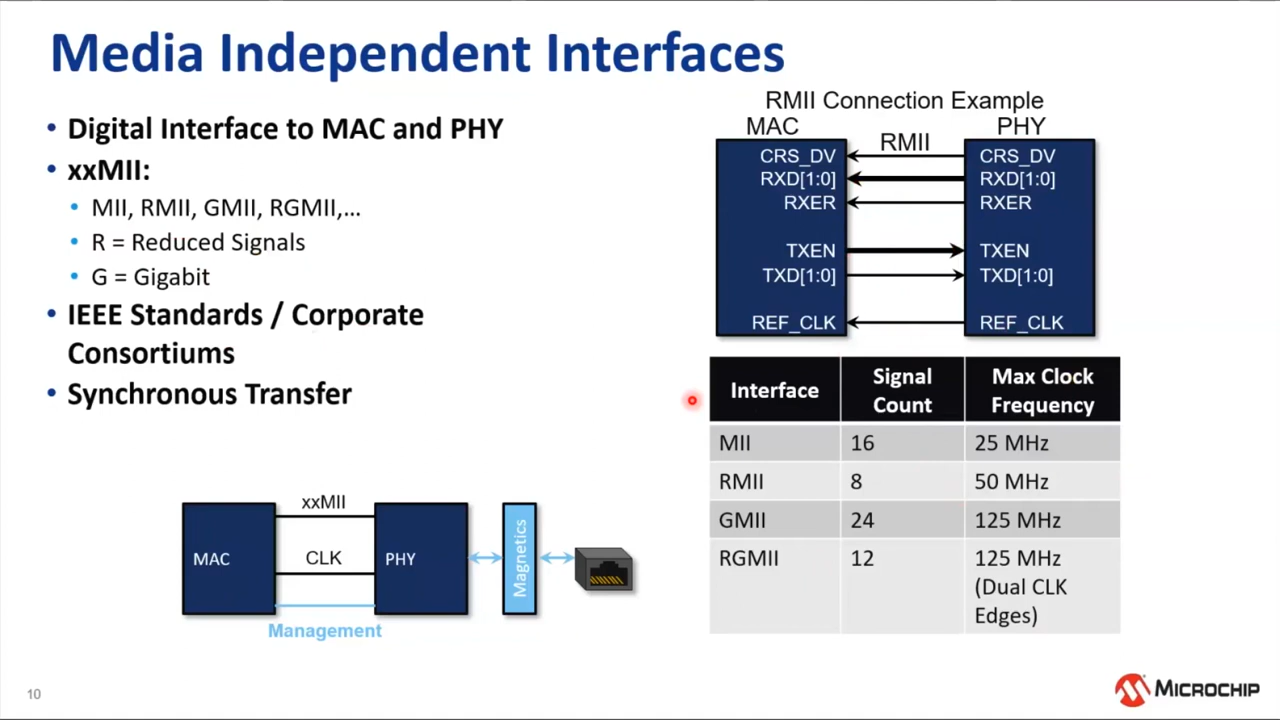 Media Independent Interfaces
• Digital Interface to MAC and PHY
• xxMII:
• MII, RMII, GMII, RGMII,...
• R = Reduced Signals
• G = Gigabit
• IEEE Standards / Corporate
Consortiums
• Synchronous Transfer
RMII Connection Example
MAC PHY
RMII
CRS_DV CRS_DV
RXD[1:0] RXD[1:0]
RXER RXER
TXEN TXEN
TXD[1:0] TXD[1:0]
REF_CLK REF_CLK
Interface Signal Count Max Clock Frequency
MII 16 25 MHz
RMII 8 50 MHz
GMII 24 125 MHz
RGMII 12 125 MHz
(Dual CLK
Edges)
xxMII
MAC CLK PHY Magnetics
Management
10
MICROCHIP